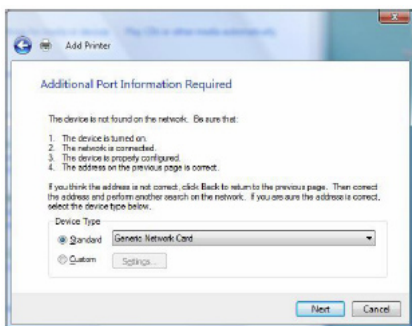 Add Printer
Additional Port Information Required
The device is not found on the network. Be sure that:
1. The device is turned on.
2. The network is connected.
3. The device is properly configured.
4. The address on the previous page is correct.
If you think the address is not correct, click Back to return to the previous page. Then correct
the address and perform another search on the network. If you are sure the address is correct,
select the device type below.
Device Type
Standard
Generic Network Card
Custom
Settings...
Next
Cancel